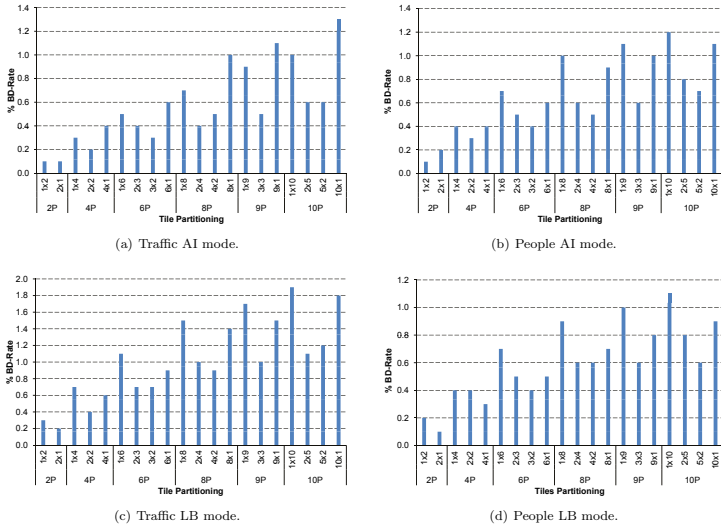 1.4
1.2
1.0
0.8
0.6
0.4
0.2
0.0
% BD-Rate
1x2 2x1 1x4 2x2 4x1 1x6 2x3 3x2 6x1 1x8 2x4 4x2 8x1 1x9 3x3 9x1 1x10 2x5 5x2 10x1
2P 4P 6P 8P 9P 10P
Tile Partitioning
(a) Traffic AI mode.
1.4
1.2
1.0
0.8
0.6
0.4
0.2
0.0
% BD-Rate
1x2 2x1 1x4 2x2 4x1 1x6 2x3 3x2 6x1 1x8 2x4 4x2 8x1 1x9 3x3 9x1 1x10 2x5 5x2 10x1
2P 4P 6P 8P 9P 10P
Tile Partitioning
(b) People AI mode.
2.0
1.8
1.6
1.4
1.2
1.0
0.8
0.6
0.4
0.2
0.0
% BD-Rate
1x2 2x1 1x4 2x2 4x1 1x6 2x3 3x2 6x1 1x8 2x4 4x2 8x1 1x9 3x3 9x1 1x10 2x5 5x2 10x1
2P 4P 6P 8P 9P 10P
Tile Partitioning
(c) Traffic LB mode.
1.2
1.0
0.8
0.6
0.4
0.2
0.0
% BD-Rate
1x2 2x1 1x4 2x2 4x1 1x6 2x3 3x2 6x1 1x8 2x4 4x2 8x1 1x9 3x3 9x1 1x10 2x5 5x2 10x1
2P 4P 6P 8P 9P 10P
Tiles Partitioning
(d) People LB mode.